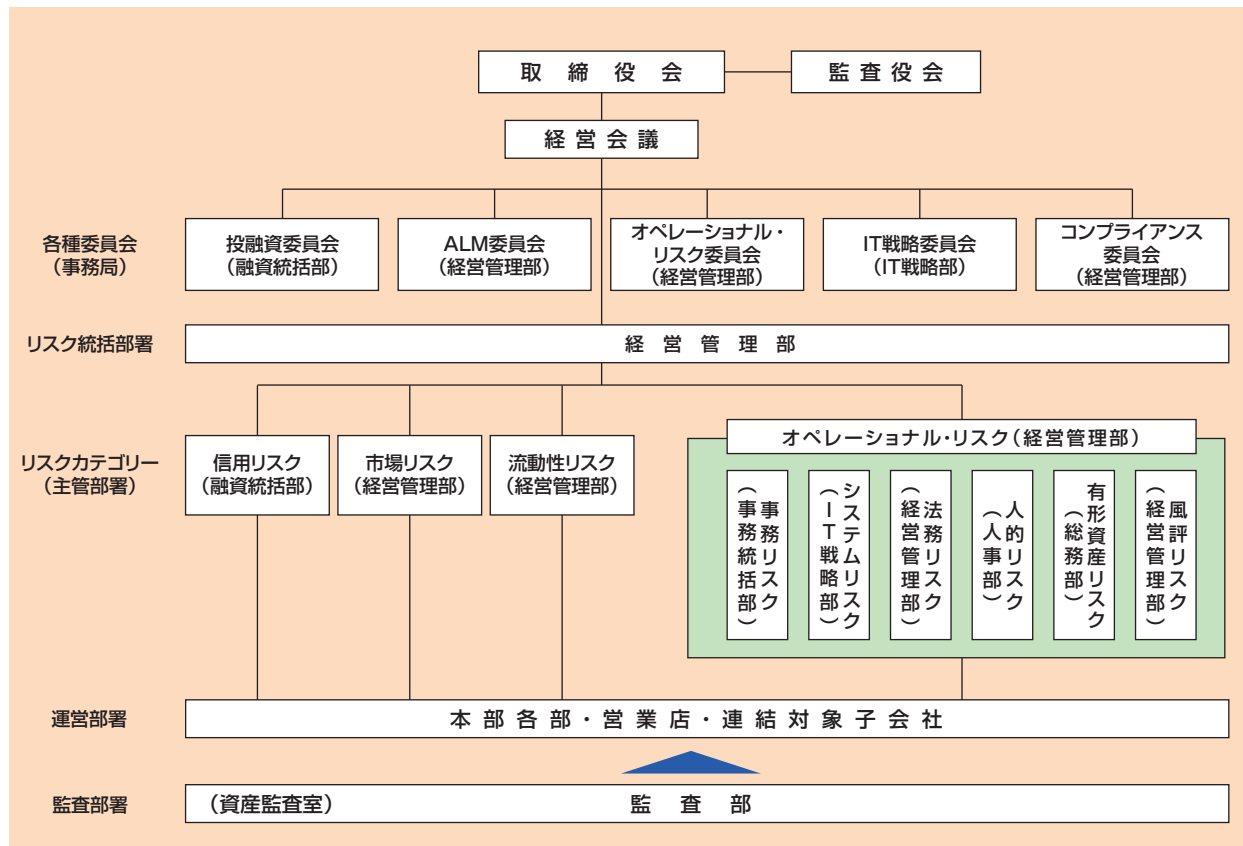 取締役会
監査役会
経営会議
各種委員会
（事務局）
投融資委員会
（融資統括部）
ALM委員会
（経営管理部）
オペレーショナル・
リスク委員会
（経営管理部）
IT戦略委員会
（IT戦略部）
コンプライアンス
委員会
（経営管理部）
リスク統括部署
経営管理部
リスクカテゴリー
（主管部署）
信用リスク
（融資統括部）
市場リスク
（経営管理部）
流動性リスク
（経営管理部）
オペレーショナル・リスク（経営管理部）
事務リスク
（事務統括部）
システムリスク
（IT戦略部）
法務リスク
（経営管理部）
人的リスク
（人事部）
有形資産リスク
（総務部）
風評リスク
（経営管理部）
運営部署
本部各部・営業店・連結対象子会社
監査部署
（資産監査室）
監査部